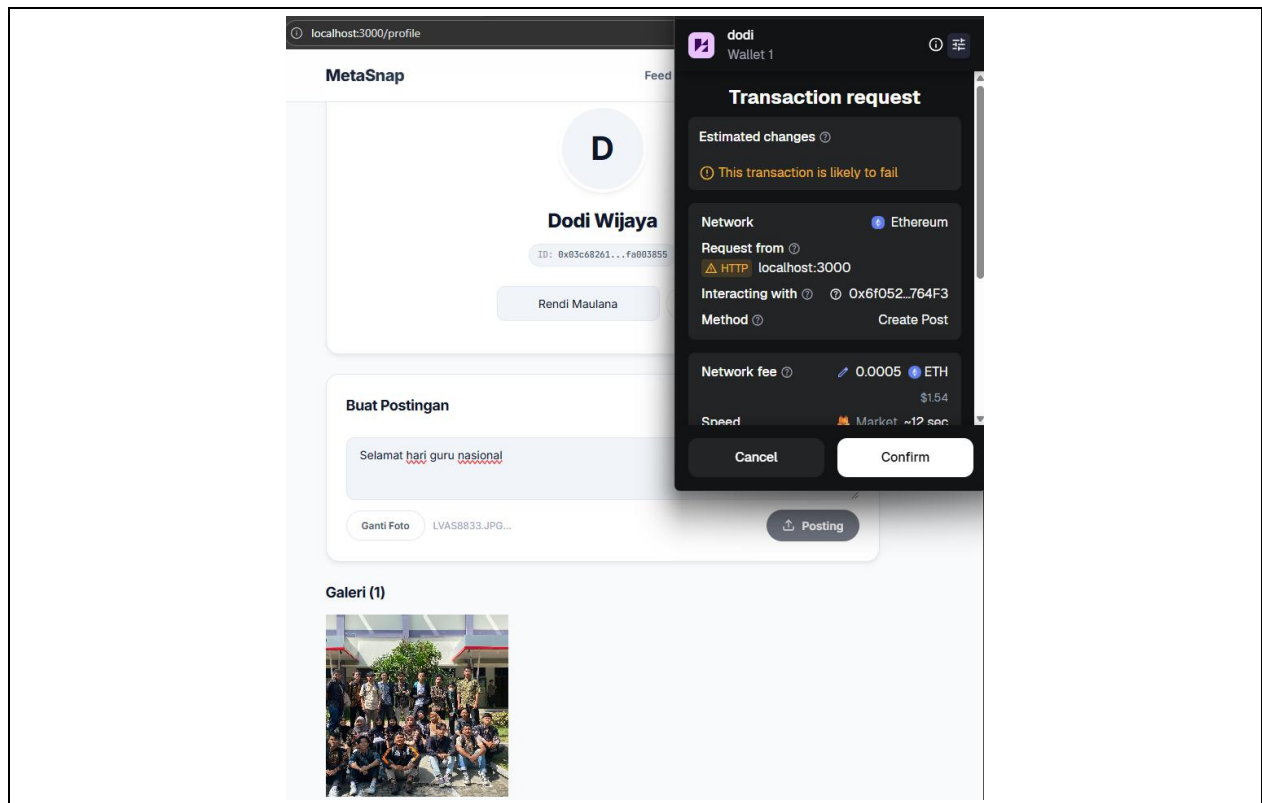 localhost:3000/profile
MetaSnap
Feed
D
Dodi Wijaya
ID: 0x03c68261...fa003855
Rendi Maulana
Buat Postingan
Selamat hari guru nasional
Ganti Foto LVAS8833.JPG...
Posting
Galeri (1)
dodi
Wallet 1
Transaction request
Estimated changes
This transaction is likely to fail
Network Ethereum
Request from
HTTP localhost:3000
Interacting with 0x6f052...764F3
Method Create Post
Network fee 0.0005 ETH
$1.54
Speed Market ~12 sec
Cancel Confirm